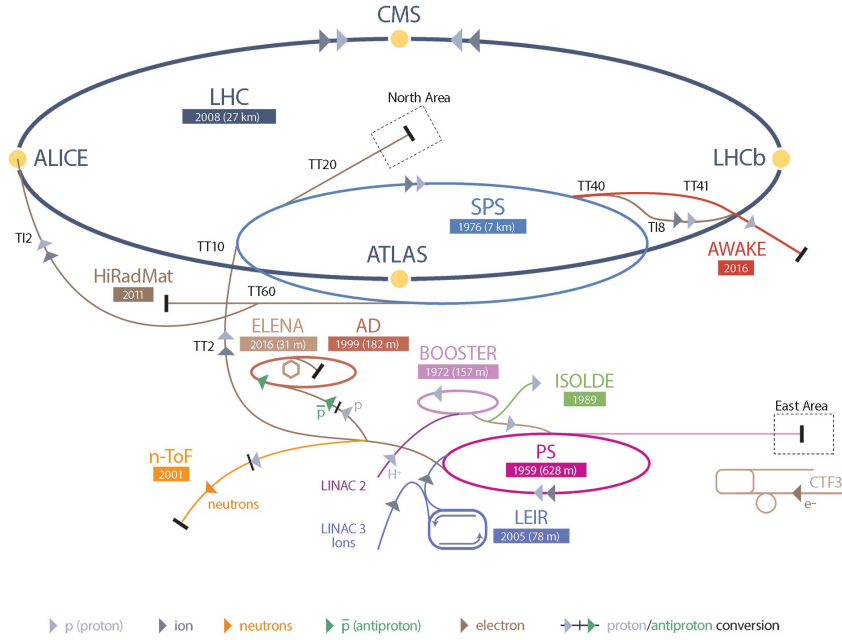 CMS
LHC
2008 (27 km)
North Area
ALICE
LHCb
TT20
TT40
TT41
SPS
1976 (7 km)
TI2
TI8
TT10
ATLAS
AWAKE
2016
HiRadMat
2011
TT60
ELENA
2016 (31 m)
AD
1999 (182 m)
TT2
BOOSTER
1972 (157 m)
ISOLDE
1989
p̅
p
East Area
n-ToF
2001
PS
1959 (628 m)
H⁺
LINAC 2
neutrons
CTF3
e–
LINAC 3
Ions
LEIR
2005 (78 m)
p (proton)
ion
neutrons
p̅ (antiproton)
electron
proton/antiproton conversion